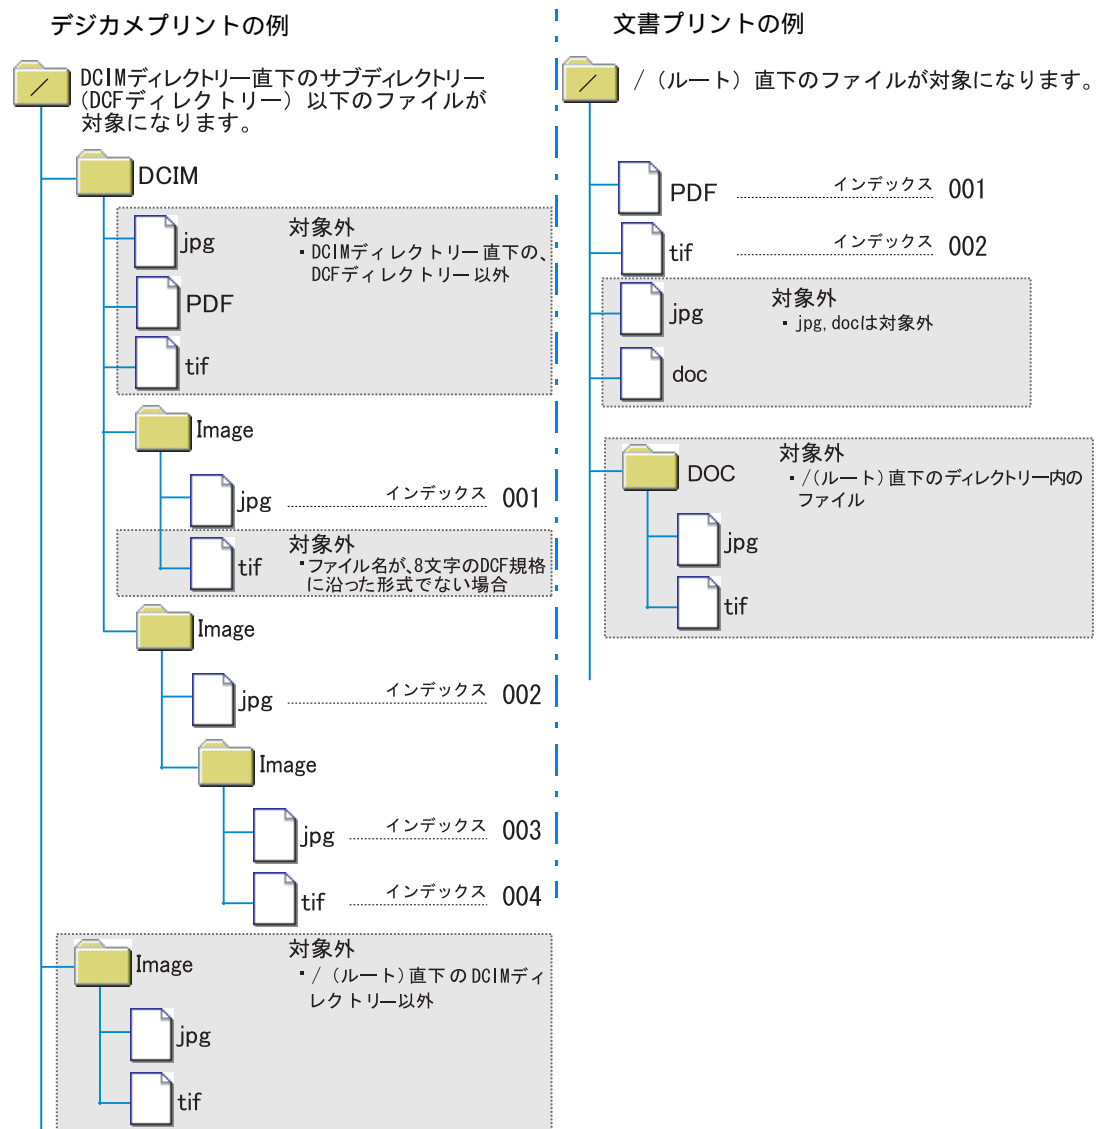 デジカメプリントの例
/
DCIMディレクトリー直下のサブディレクトリー
(DCFディレクトリー) 以下のファイルが
対象になります。
DCIM
jpg
対象外
・DCIMディレクトリー直下の、
DCFディレクトリー以外
PDF
tif
Image
jpg インデックス 001
tif
対象外
・ファイル名が、8文字のDCF規格
に沿った形式でない場合
Image
jpg インデックス 002
Image
jpg インデックス 003
tif インデックス 004
Image
対象外
・/ (ルート) 直下のDCIMディ
レクトリー以外
jpg
tif
文書プリントの例
/
/ (ルート) 直下のファイルが対象になります。
PDF インデックス 001
tif インデックス 002
jpg
対象外
・jpg,docは対象外
doc
DOC
対象外
・/(ルート)直下のディレクトリー内の
ファイル
jpg
tif